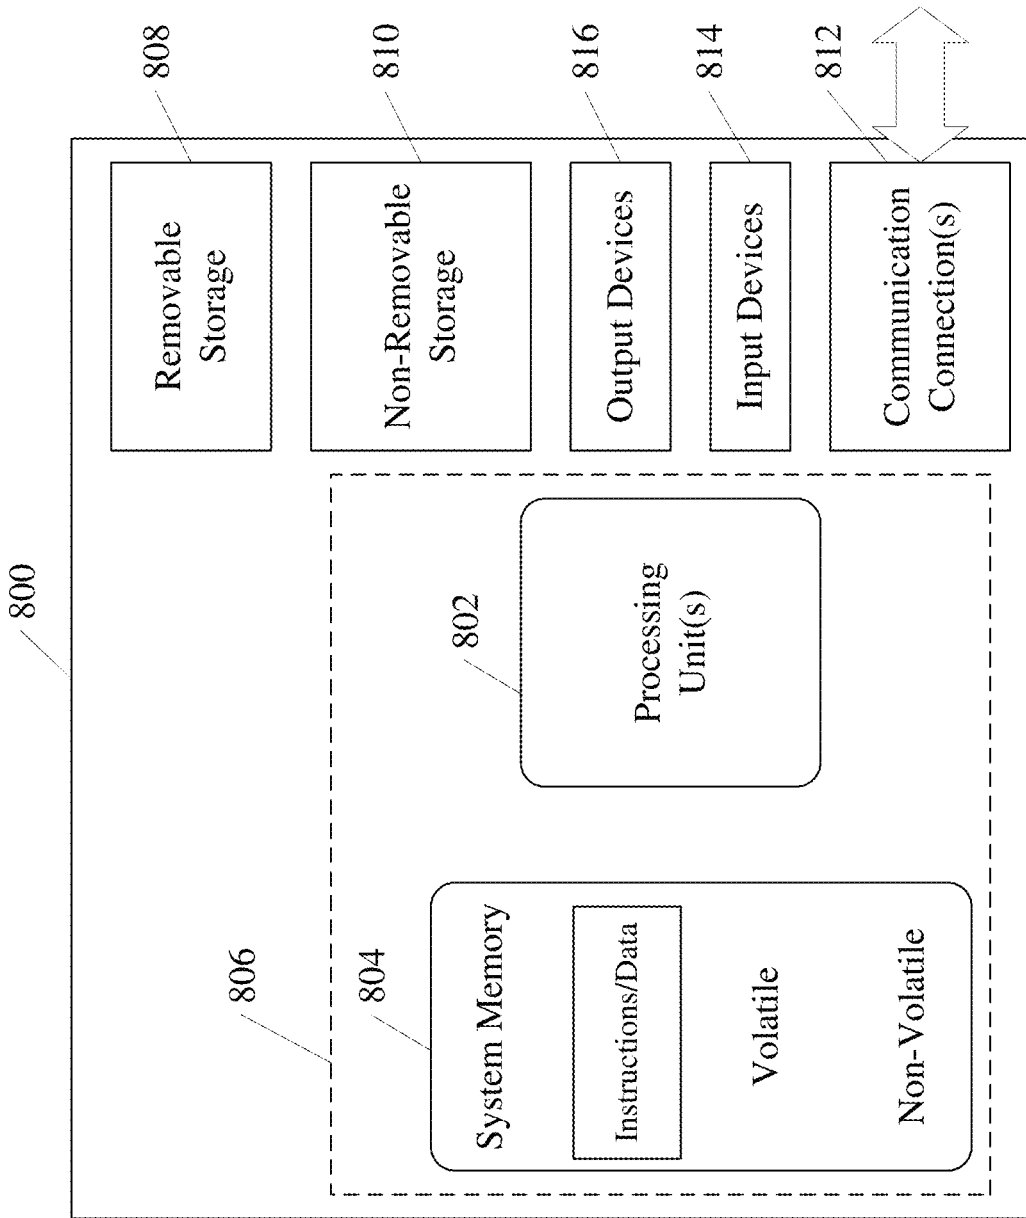 800
806
804
System Memory
Instructions/Data
Volatile
Non-Volatile
802
Processing
Unit(s)
Removable
Storage
808
Non-Removable
Storage
810
Output Devices
816
Input Devices
814
Communication
Connection(s)
812